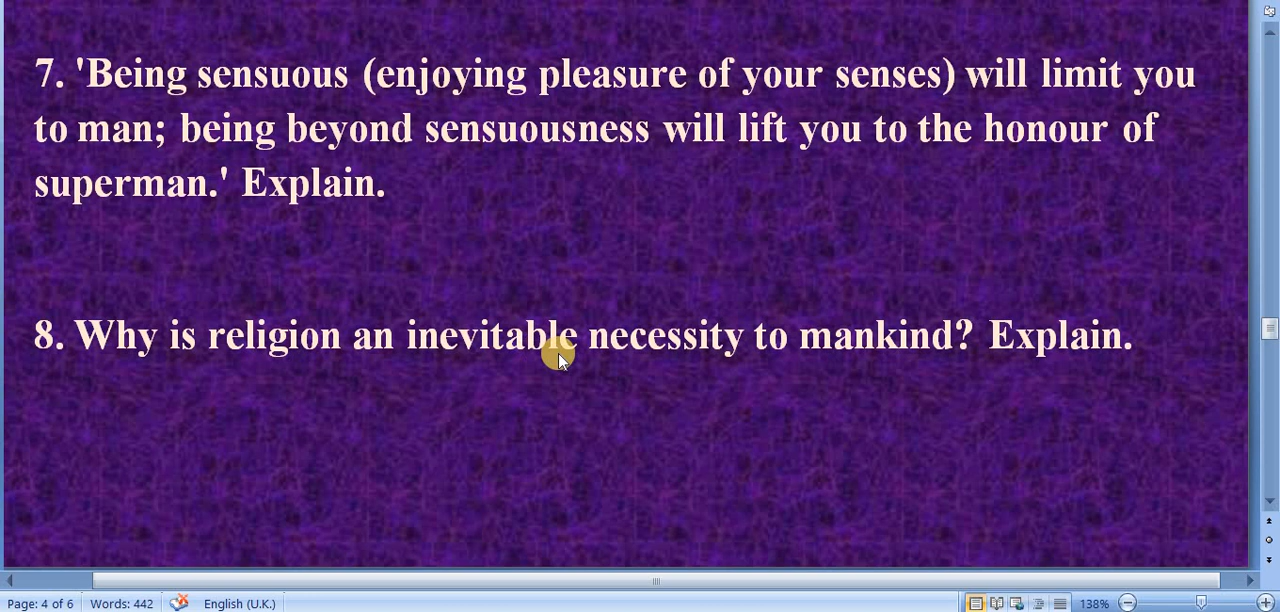 7. 'Being sensuous (enjoying pleasure of your senses) will limit you
to man; being beyond sensuousness will lift you to the honour of
superman.' Explain.
8. Why is religion an inevitable necessity to mankind? Explain.
Page: 4 of 6 Words: 442 English (U.K.) 138%